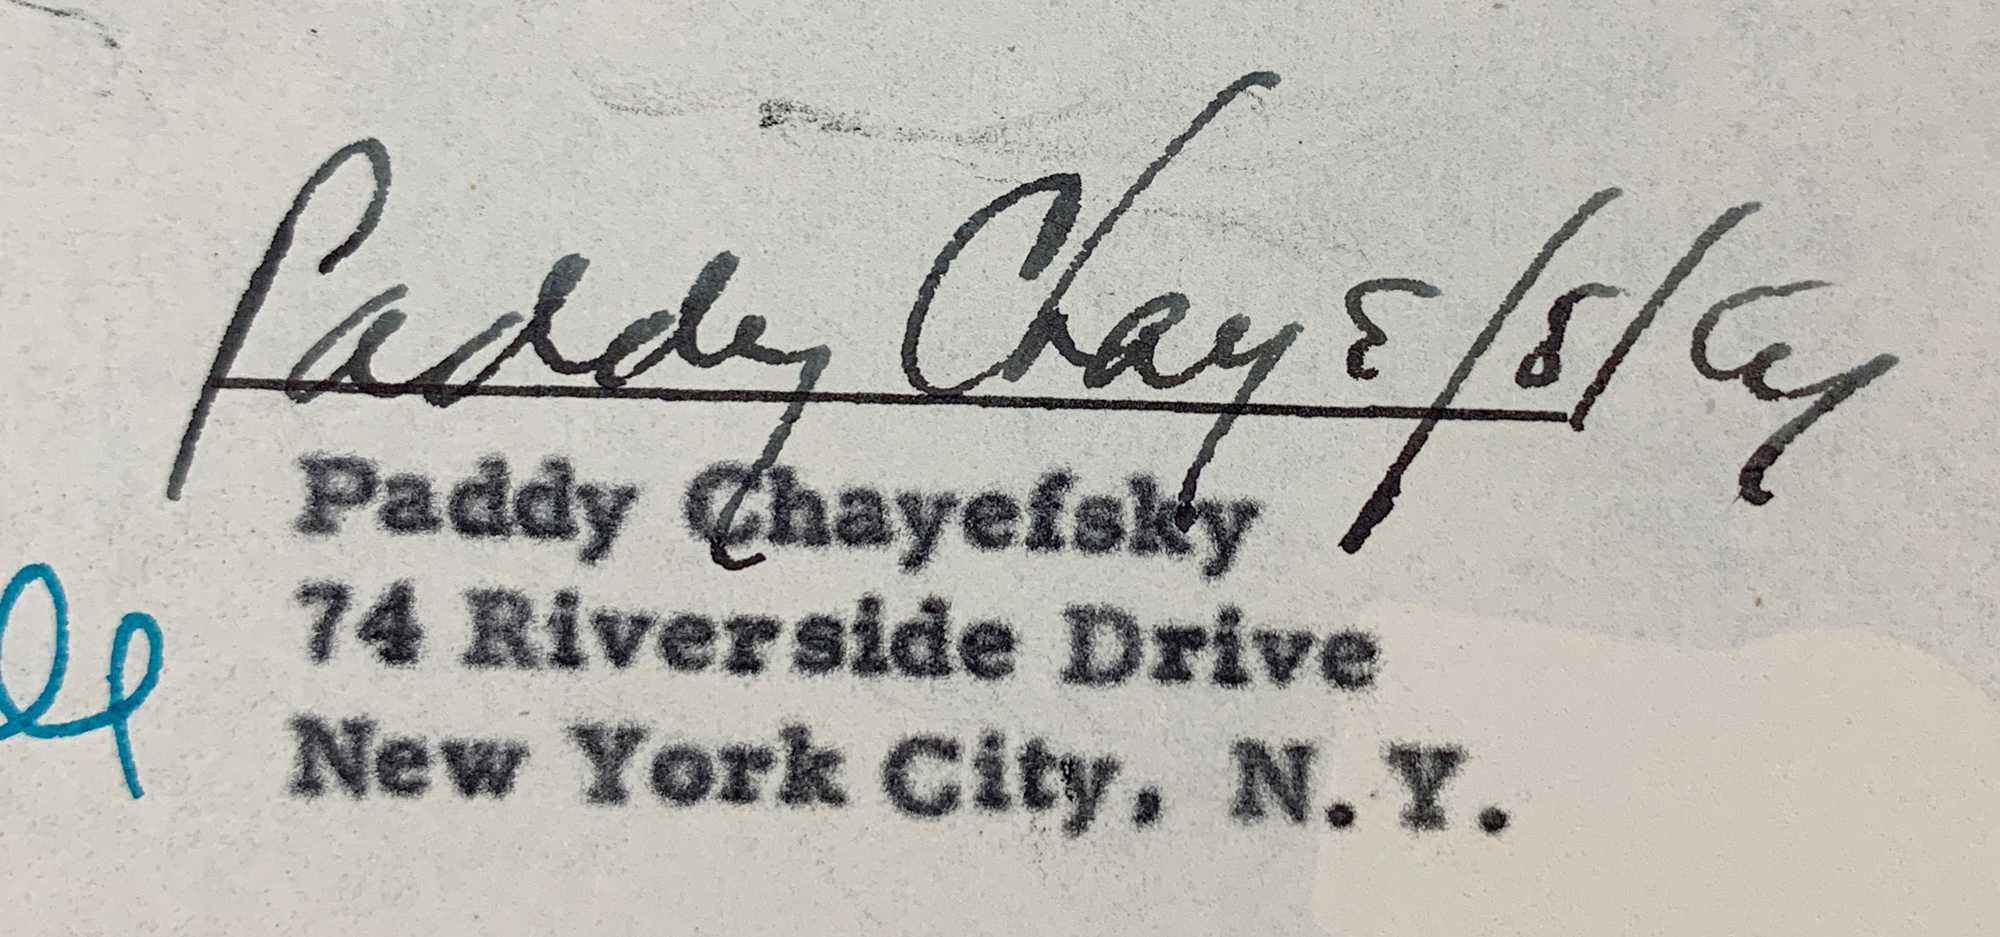 Paddy Chayefsky
Paddy Chayefsky
74 Riverside Drive
New York City, N.Y.